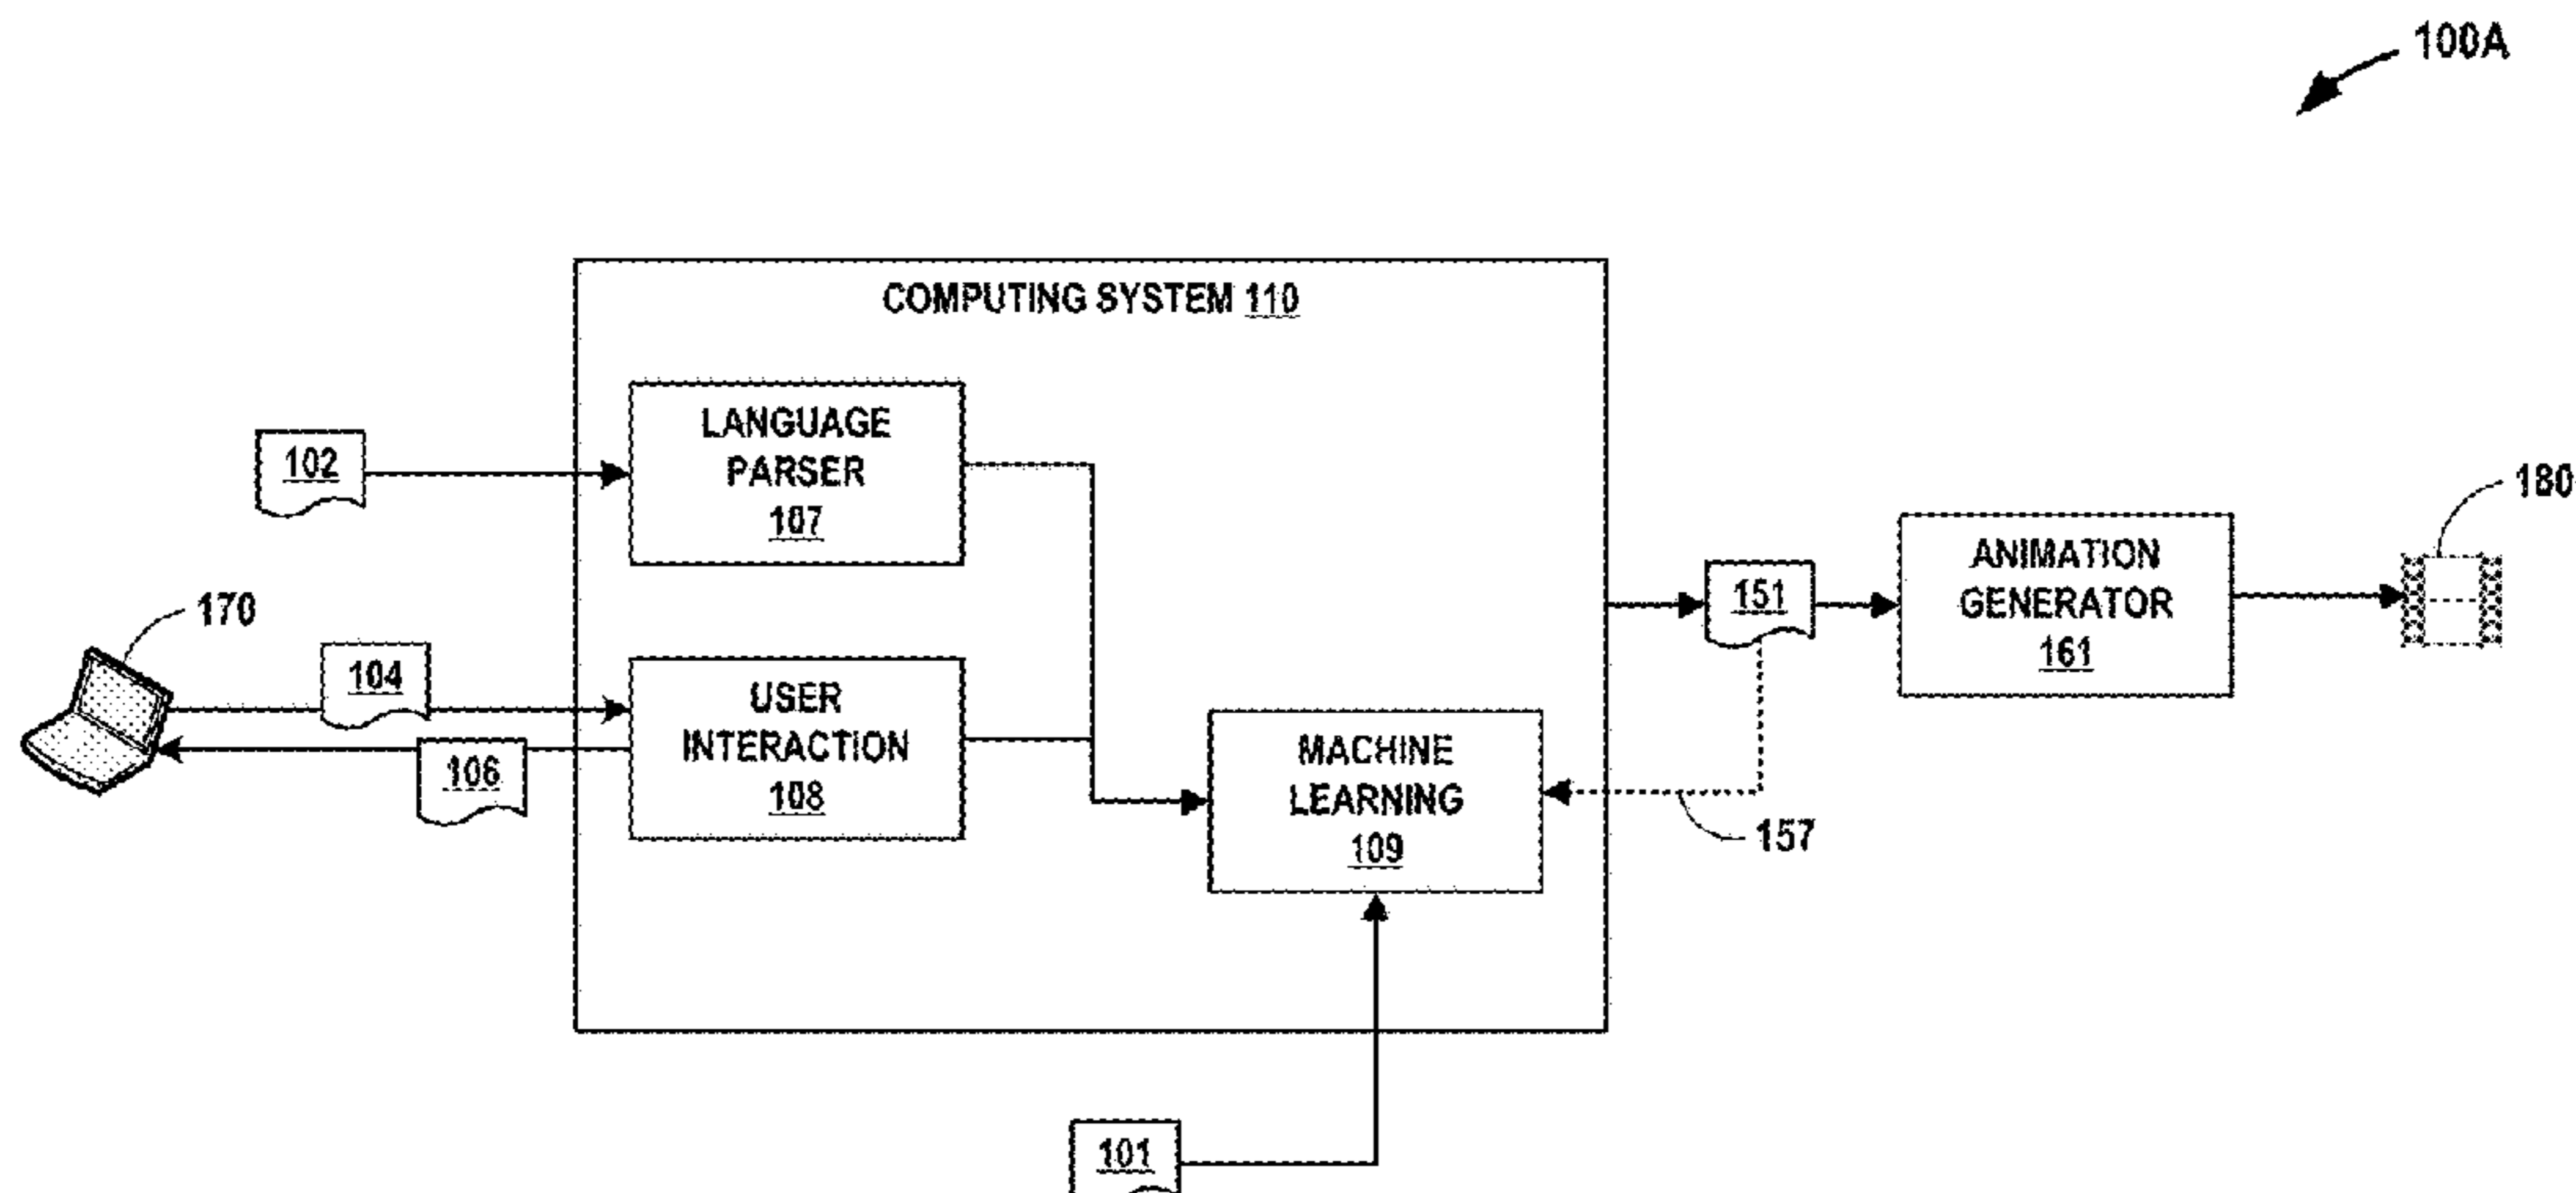 100A
COMPUTING SYSTEM 110
LANGUAGE
PARSER
107
102
180
ANIMATION
GENERATOR
161
151
170
104
USER
INTERACTION
108
106
MACHINE
LEARNING
109
157
101